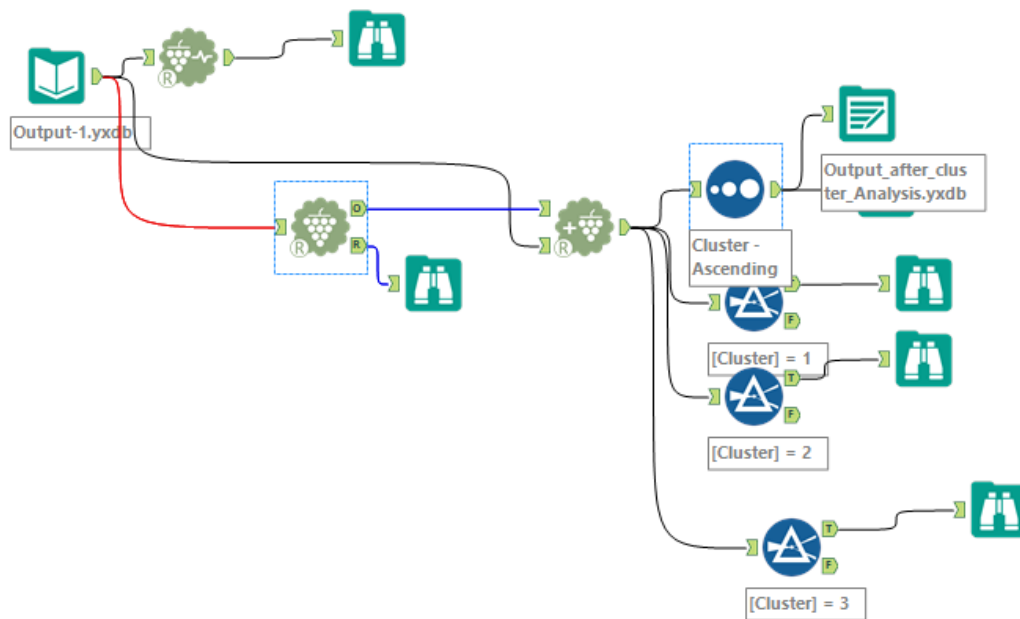 R
Output-1.yxdb
Output_after_clus
ter_Analysis.yxdb
O
R
R
R
Cluster -
Ascending
F
[Cluster] = 1
T
F
[Cluster] = 2
T
F
[Cluster] = 3